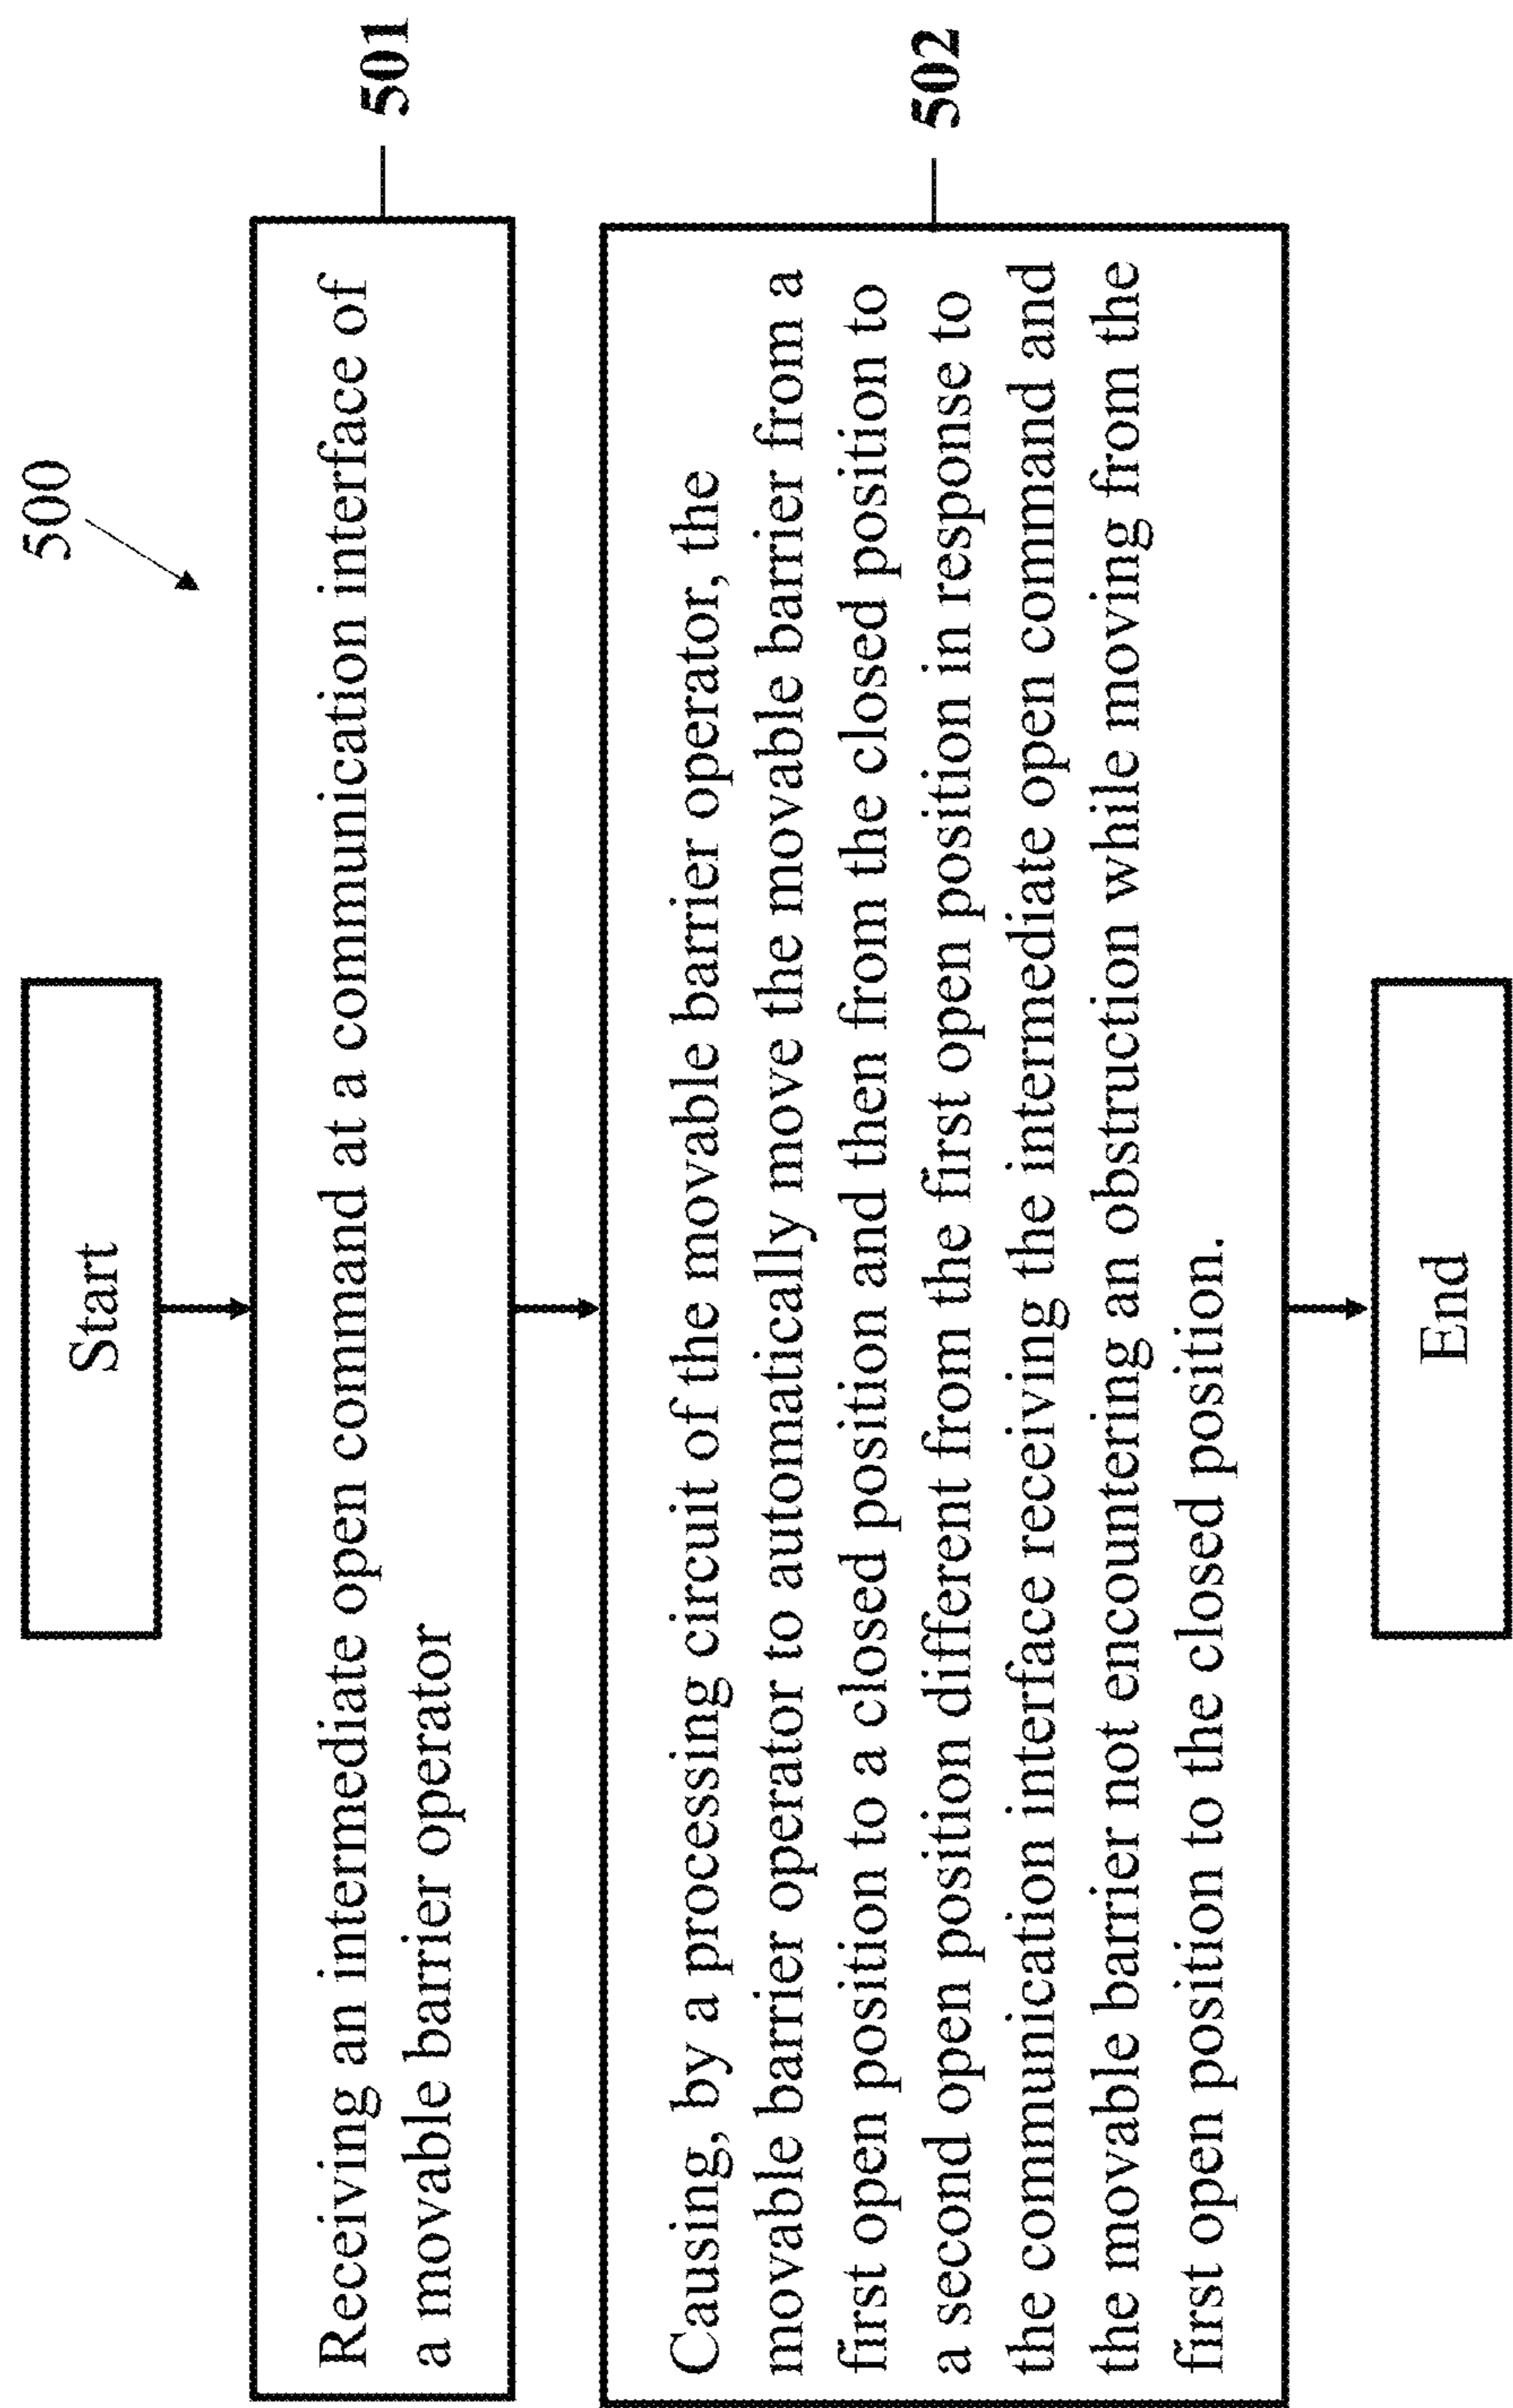 500
Start
Receiving an intermediate open command at a communication interface of
a movable barrier operator
501
Causing, by a processing circuit of the movable barrier operator, the
movable barrier operator to automatically move the movable barrier from a
first open position to a closed position and then from the closed position to
a second open position different from the first open position in response to
the communication interface receiving the intermediate open command and
the movable barrier not encountering an obstruction while moving from the
first open position to the closed position.
502
End